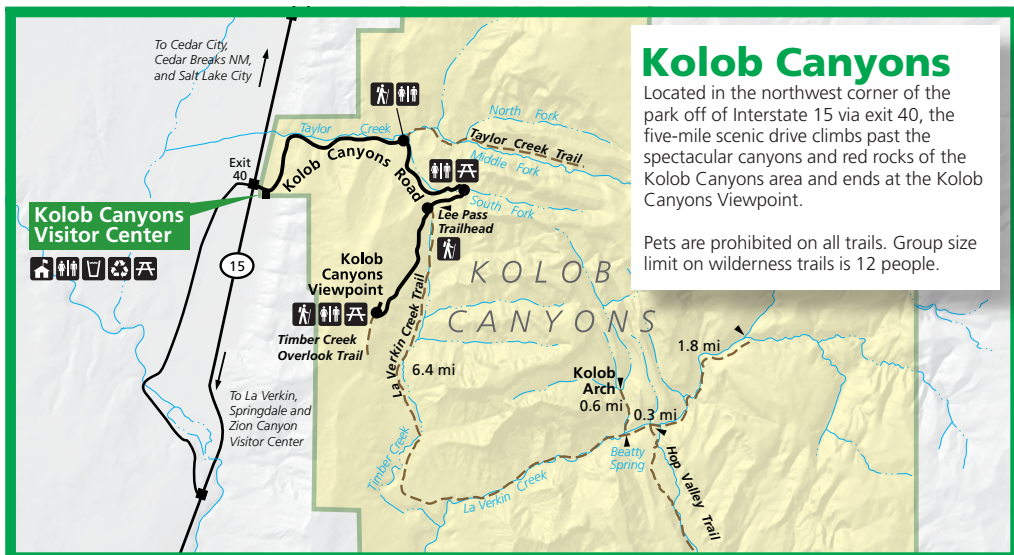 Kolob Canyons
Located in the northwest corner of the
park off of Interstate 15 via exit 40, the
five-mile scenic drive climbs past the
spectacular canyons and red rocks of the
Kolob Canyons area and ends at the Kolob
Canyons Viewpoint.
Pets are prohibited on all trails. Group size
limit on wilderness trails is 12 people.
To Cedar City,
Cedar Breaks NM,
and Salt Lake City
North Fork
Taylor Creek
Taylor Creek Trail
Middle Fork
Exit
40
Kolob Canyons Road
South Fork
Kolob Canyons
Visitor Center
Lee Pass
Trailhead
15
Kolob
Canyons
Viewpoint
KOLOB
CANYONS
Timber Creek
Overlook Trail
La Verkin Creek Trail
6.4 mi
1.8 mi
Kolob
Arch
0.6 mi
0.3 mi
To La Verkin,
Springdale and
Zion Canyon
Visitor Center
Timber Creek
Beatty
Spring
Hop Valley Trail
La Verkin Creek